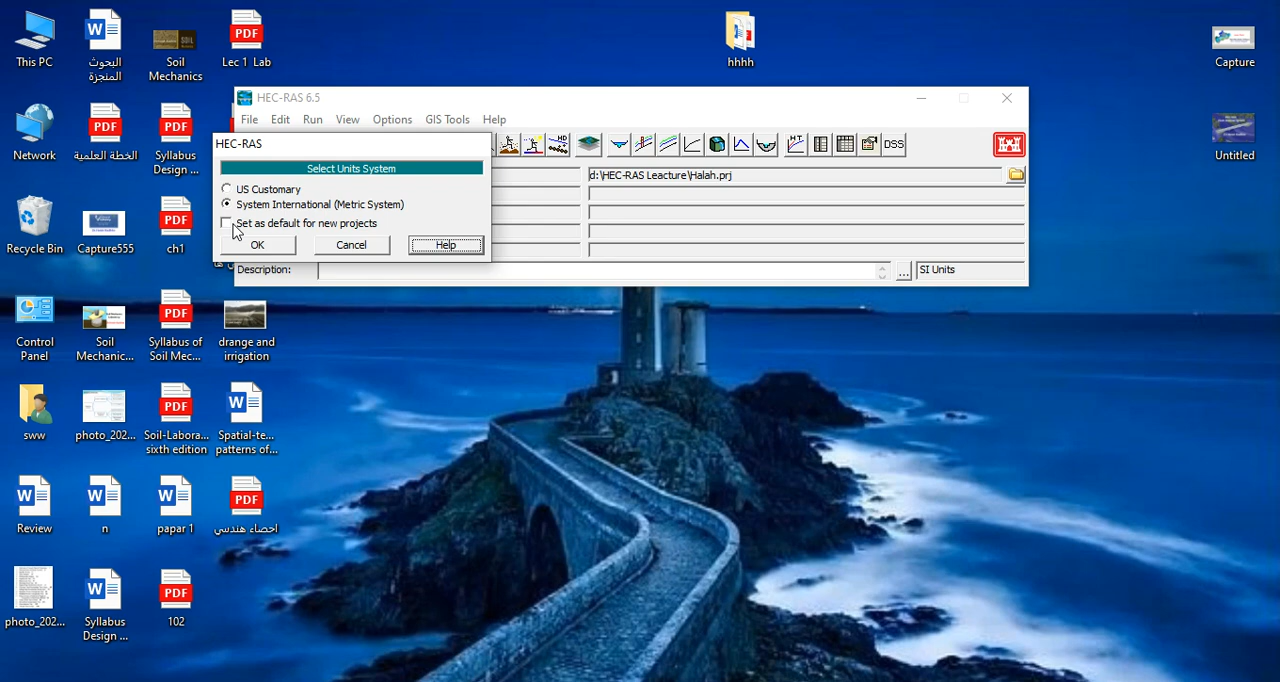 This PC
البحوث
المنجزة
Soil
Mechanics
Lec 1 Lab
hhhh
Capture
Network
الخطة العلمية
Syllabus
Design ...
Untitled
Recycle Bin
Capture555
ch1
Control
Panel
Soil
Mechanic...
Syllabus of
Soil Mec...
drange and
irrigation
sww
photo_202...
Soil-Labora...
sixth edition
Spatial-te...
patterns of...
Review
n
papar 1
احصاء هندسي
photo_202...
Syllabus
Design ...
102
HEC-RAS 6.5
File Edit Run View Options GIS Tools Help
HD
H.T.
DSS
d:\HEC-RAS Leacture\Halah.prj
Description:
...
SI Units
HEC-RAS
Select Units System
US Customary
System International (Metric System)
Set as default for new projects
OK Cancel Help